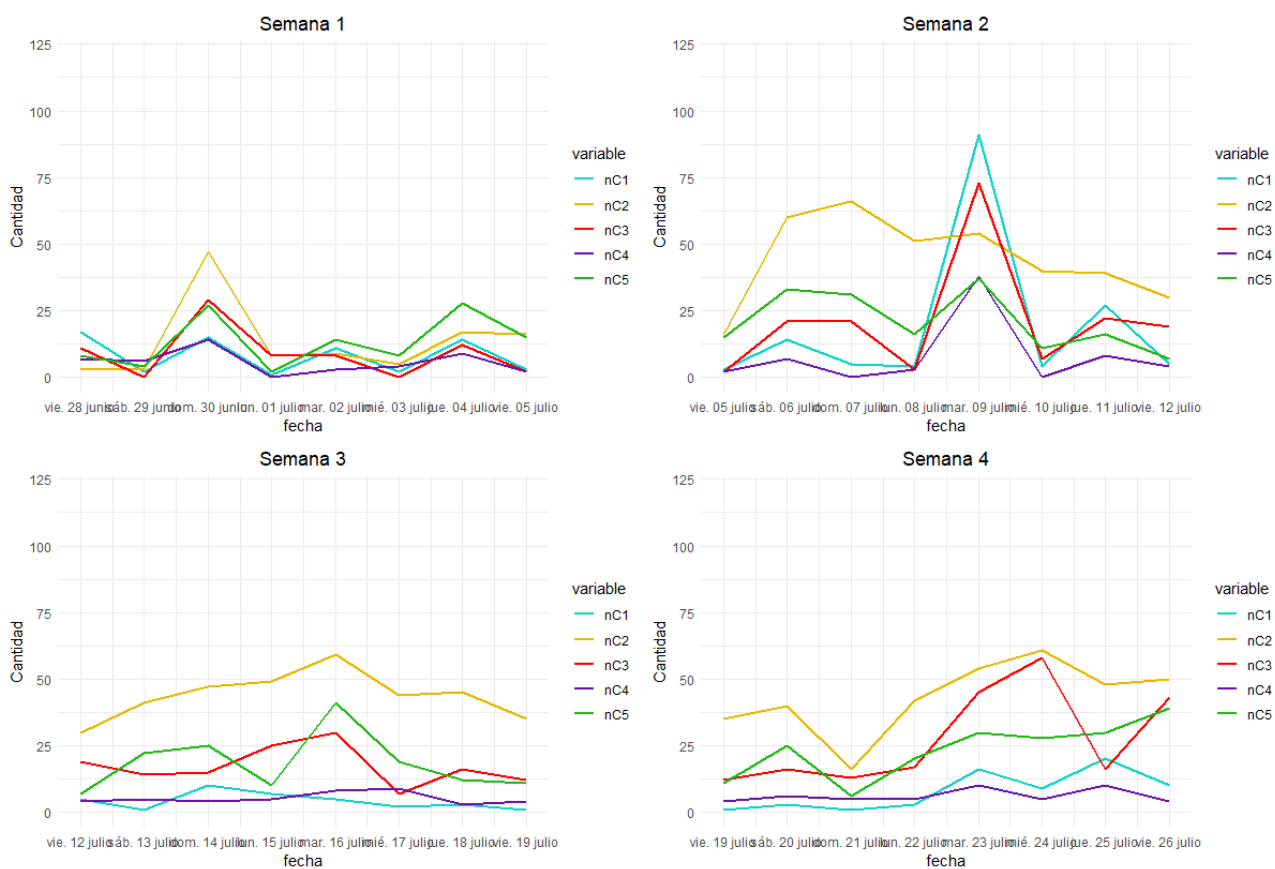 Semana 1
125
100
75
50
25
0
Cantidad
vie. 28 junio sáb. 29 junio dom. 30 junio lun. 01 julio mar. 02 julio mié. 03 julio jue. 04 julio vie. 05 julio
fecha
variable
nC1
nC2
nC3
nC4
nC5
Semana 2
125
100
75
50
25
0
Cantidad
vie. 05 julio sáb. 06 julio dom. 07 julio lun. 08 julio mar. 09 julio mié. 10 julio jue. 11 julio vie. 12 julio
fecha
variable
nC1
nC2
nC3
nC4
nC5
Semana 3
125
100
75
50
25
0
Cantidad
vie. 12 julio sáb. 13 julio dom. 14 julio lun. 15 julio mar. 16 julio mié. 17 julio jue. 18 julio vie. 19 julio
fecha
variable
nC1
nC2
nC3
nC4
nC5
Semana 4
125
100
75
50
25
0
Cantidad
vie. 19 julio sáb. 20 julio dom. 21 julio lun. 22 julio mar. 23 julio mié. 24 julio jue. 25 julio vie. 26 julio
fecha
variable
nC1
nC2
nC3
nC4
nC5